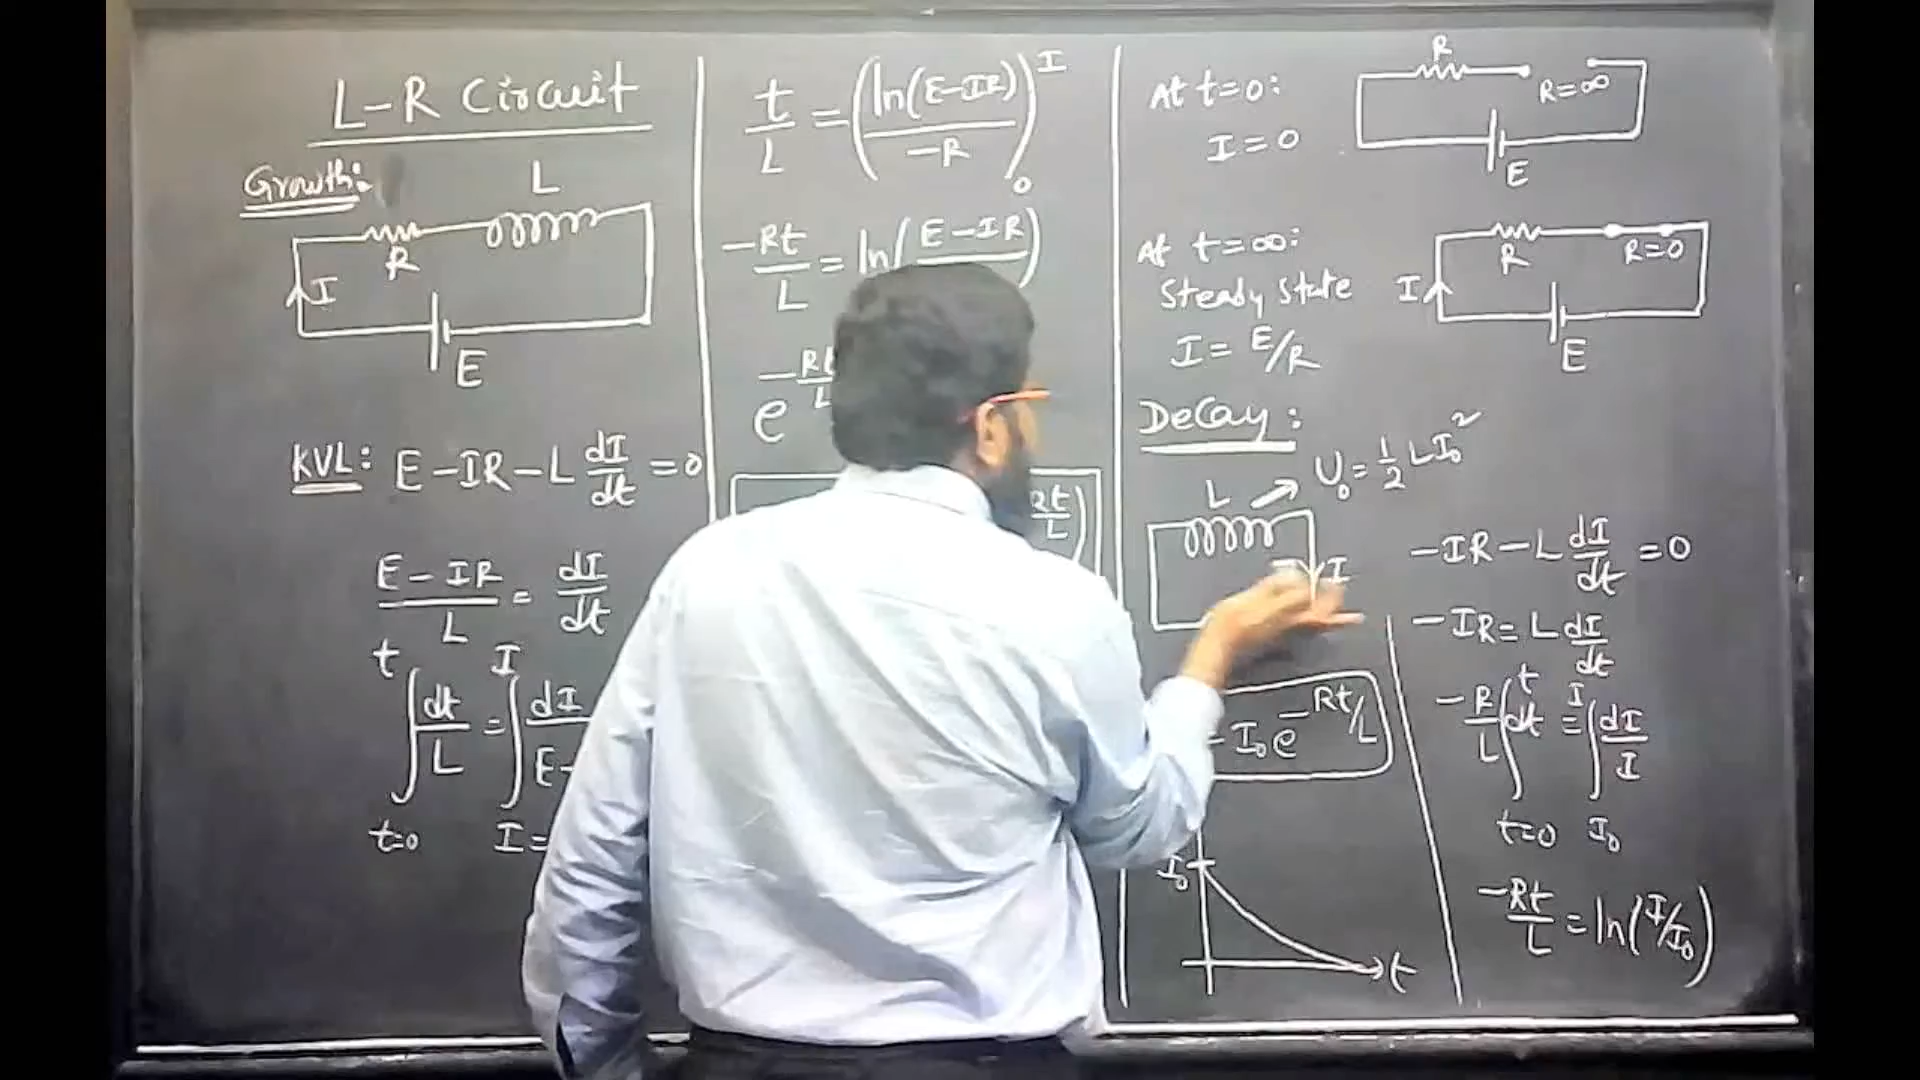 L-R Circuit
Growth:
L
R
I
E
KVL: E-IR-L dI/dt = 0
E-IR/L = dI/dt
t I
∫ dt/L = ∫ dI/E-
t=0 I=
t/L = (ln(E-IR)/-R) I
0
-Rt/L = ln(E-IR)
e
Rt/L)
At t=0:
I=0
R
R=∞
E
At t=∞:
Steady State
I = E/R
R
R=0
I
E
Decay:
U₀ = 1/2 LI₀²
L
I
I₀e^-Rt/L
I₀
t
-IR-L dI/dt = 0
-IR = L dI/dt
t I
-R/L ∫dt = ∫ dI/I
t=0 I₀
-Rt/L = ln(I/I₀)